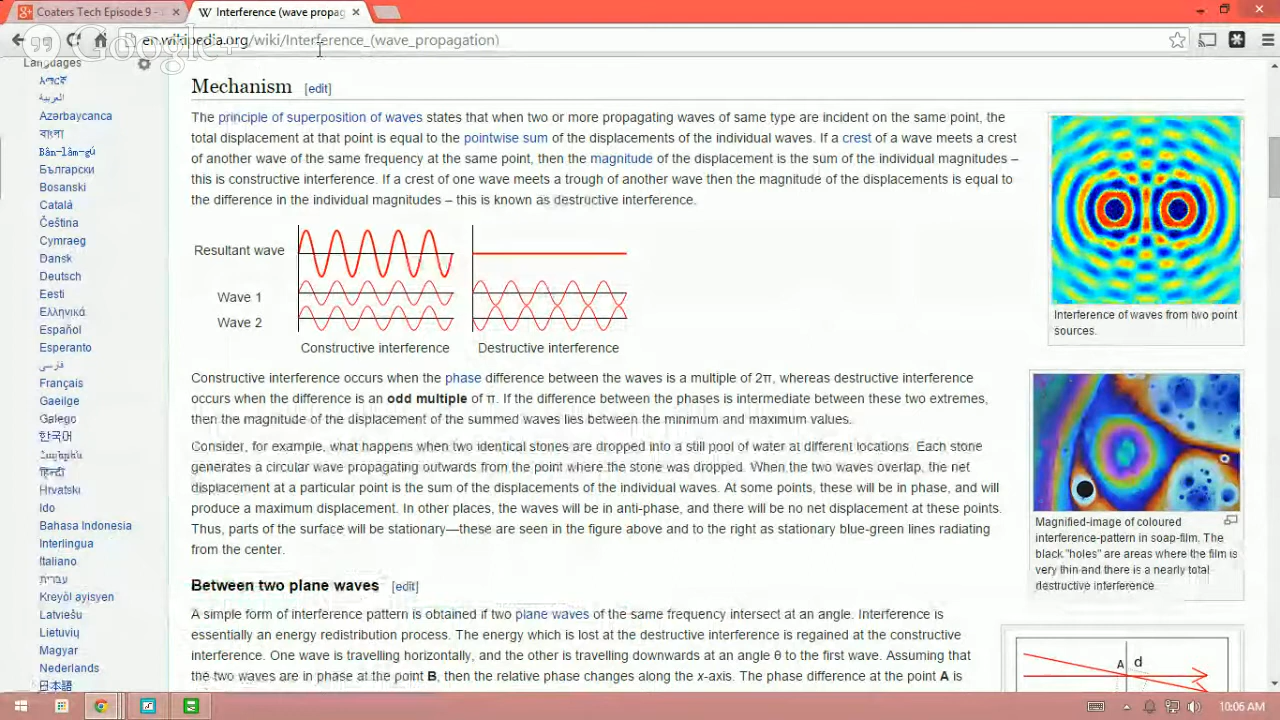 Coaters Tech Episode 9 -
Interference (wave propag
Google+
en.wikipedia.org/wiki/Interference_(wave_propagation)
Languages
አማርኛ
العربية
Azərbaycanca
বাংলা
Bân-lâm-gú
Български
Bosanski
Català
Čeština
Cymraeg
Dansk
Deutsch
Eesti
Ελληνικά
Español
Esperanto
فارسی
Français
Gaeilge
Galego
한국어
Հայերեն
हिन्दी
Hrvatski
Ido
Bahasa Indonesia
Interlingua
Italiano
עברית
Kreyòl ayisyen
Latviešu
Lietuvių
Magyar
Nederlands
日本語
Mechanism [edit]
The principle of superposition of waves states that when two or more propagating waves of same type are incident on the same point, the
total displacement at that point is equal to the pointwise sum of the displacements of the individual waves. If a crest of a wave meets a crest
of another wave of the same frequency at the same point, then the magnitude of the displacement is the sum of the individual magnitudes –
this is constructive interference. If a crest of one wave meets a trough of another wave then the magnitude of the displacements is equal to
the difference in the individual magnitudes – this is known as destructive interference.
Resultant wave
Wave 1
Wave 2
Constructive interference
Destructive interference
Interference of waves from two point
sources.
Constructive interference occurs when the phase difference between the waves is a multiple of 2π, whereas destructive interference
occurs when the difference is an odd multiple of π. If the difference between the phases is intermediate between these two extremes,
then the magnitude of the displacement of the summed waves lies between the minimum and maximum values.
Consider, for example, what happens when two identical stones are dropped into a still pool of water at different locations. Each stone
generates a circular wave propagating outwards from the point where the stone was dropped. When the two waves overlap, the net
displacement at a particular point is the sum of the displacements of the individual waves. At some points, these will be in phase, and will
produce a maximum displacement. In other places, the waves will be in anti-phase, and there will be no net displacement at these points.
Thus, parts of the surface will be stationary—these are seen in the figure above and to the right as stationary blue-green lines radiating
from the center.
Magnified-image of coloured
interference-pattern in soap-film. The
black "holes" are areas where the film is
very thin and there is a nearly total
destructive interference.
Between two plane waves [edit]
A simple form of interference pattern is obtained if two plane waves of the same frequency intersect at an angle. Interference is
essentially an energy redistribution process. The energy which is lost at the destructive interference is regained at the constructive
interference. One wave is travelling horizontally, and the other is travelling downwards at an angle θ to the first wave. Assuming that
the two waves are in phase at the point B, then the relative phase changes along the x-axis. The phase difference at the point A is
A d
10:06 AM